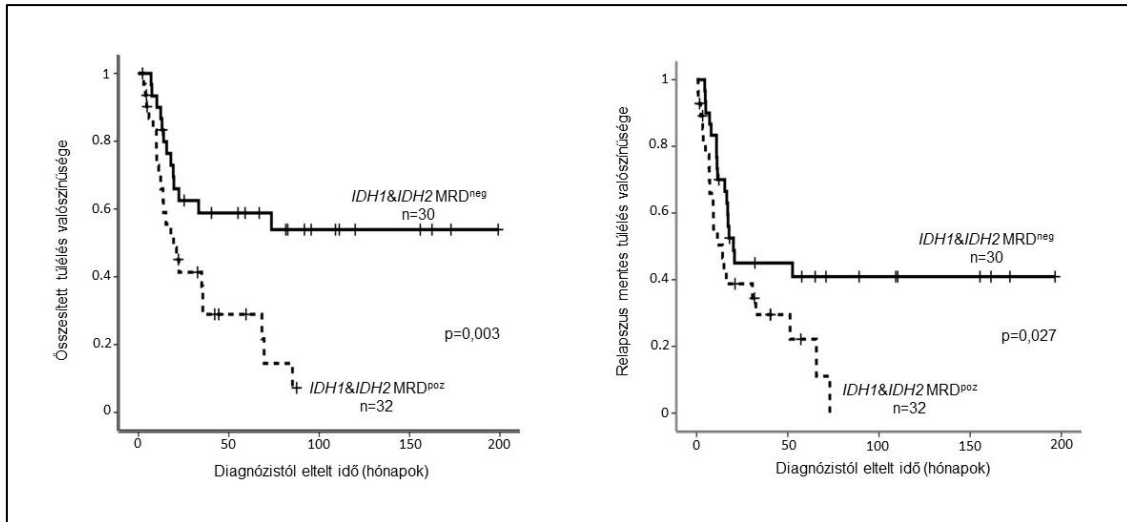 Összesített túlélés valószínűsége
1
0.8
0.6
0.4
0.2
0
IDH1&IDH2 MRDneg
n=30
p=0,003
IDH1&IDH2 MRDpoz
n=32
0 50 100 150 200
Diagnózistól eltelt idő (hónapok)
Relapszus mentes túlélés valószínűsége
1
0.8
0.6
0.4
0.2
0
IDH1&IDH2 MRDneg
n=30
p=0,027
IDH1&IDH2 MRDpoz
n=32
0 50 100 150 200
Diagnózistól eltelt idő (hónapok)